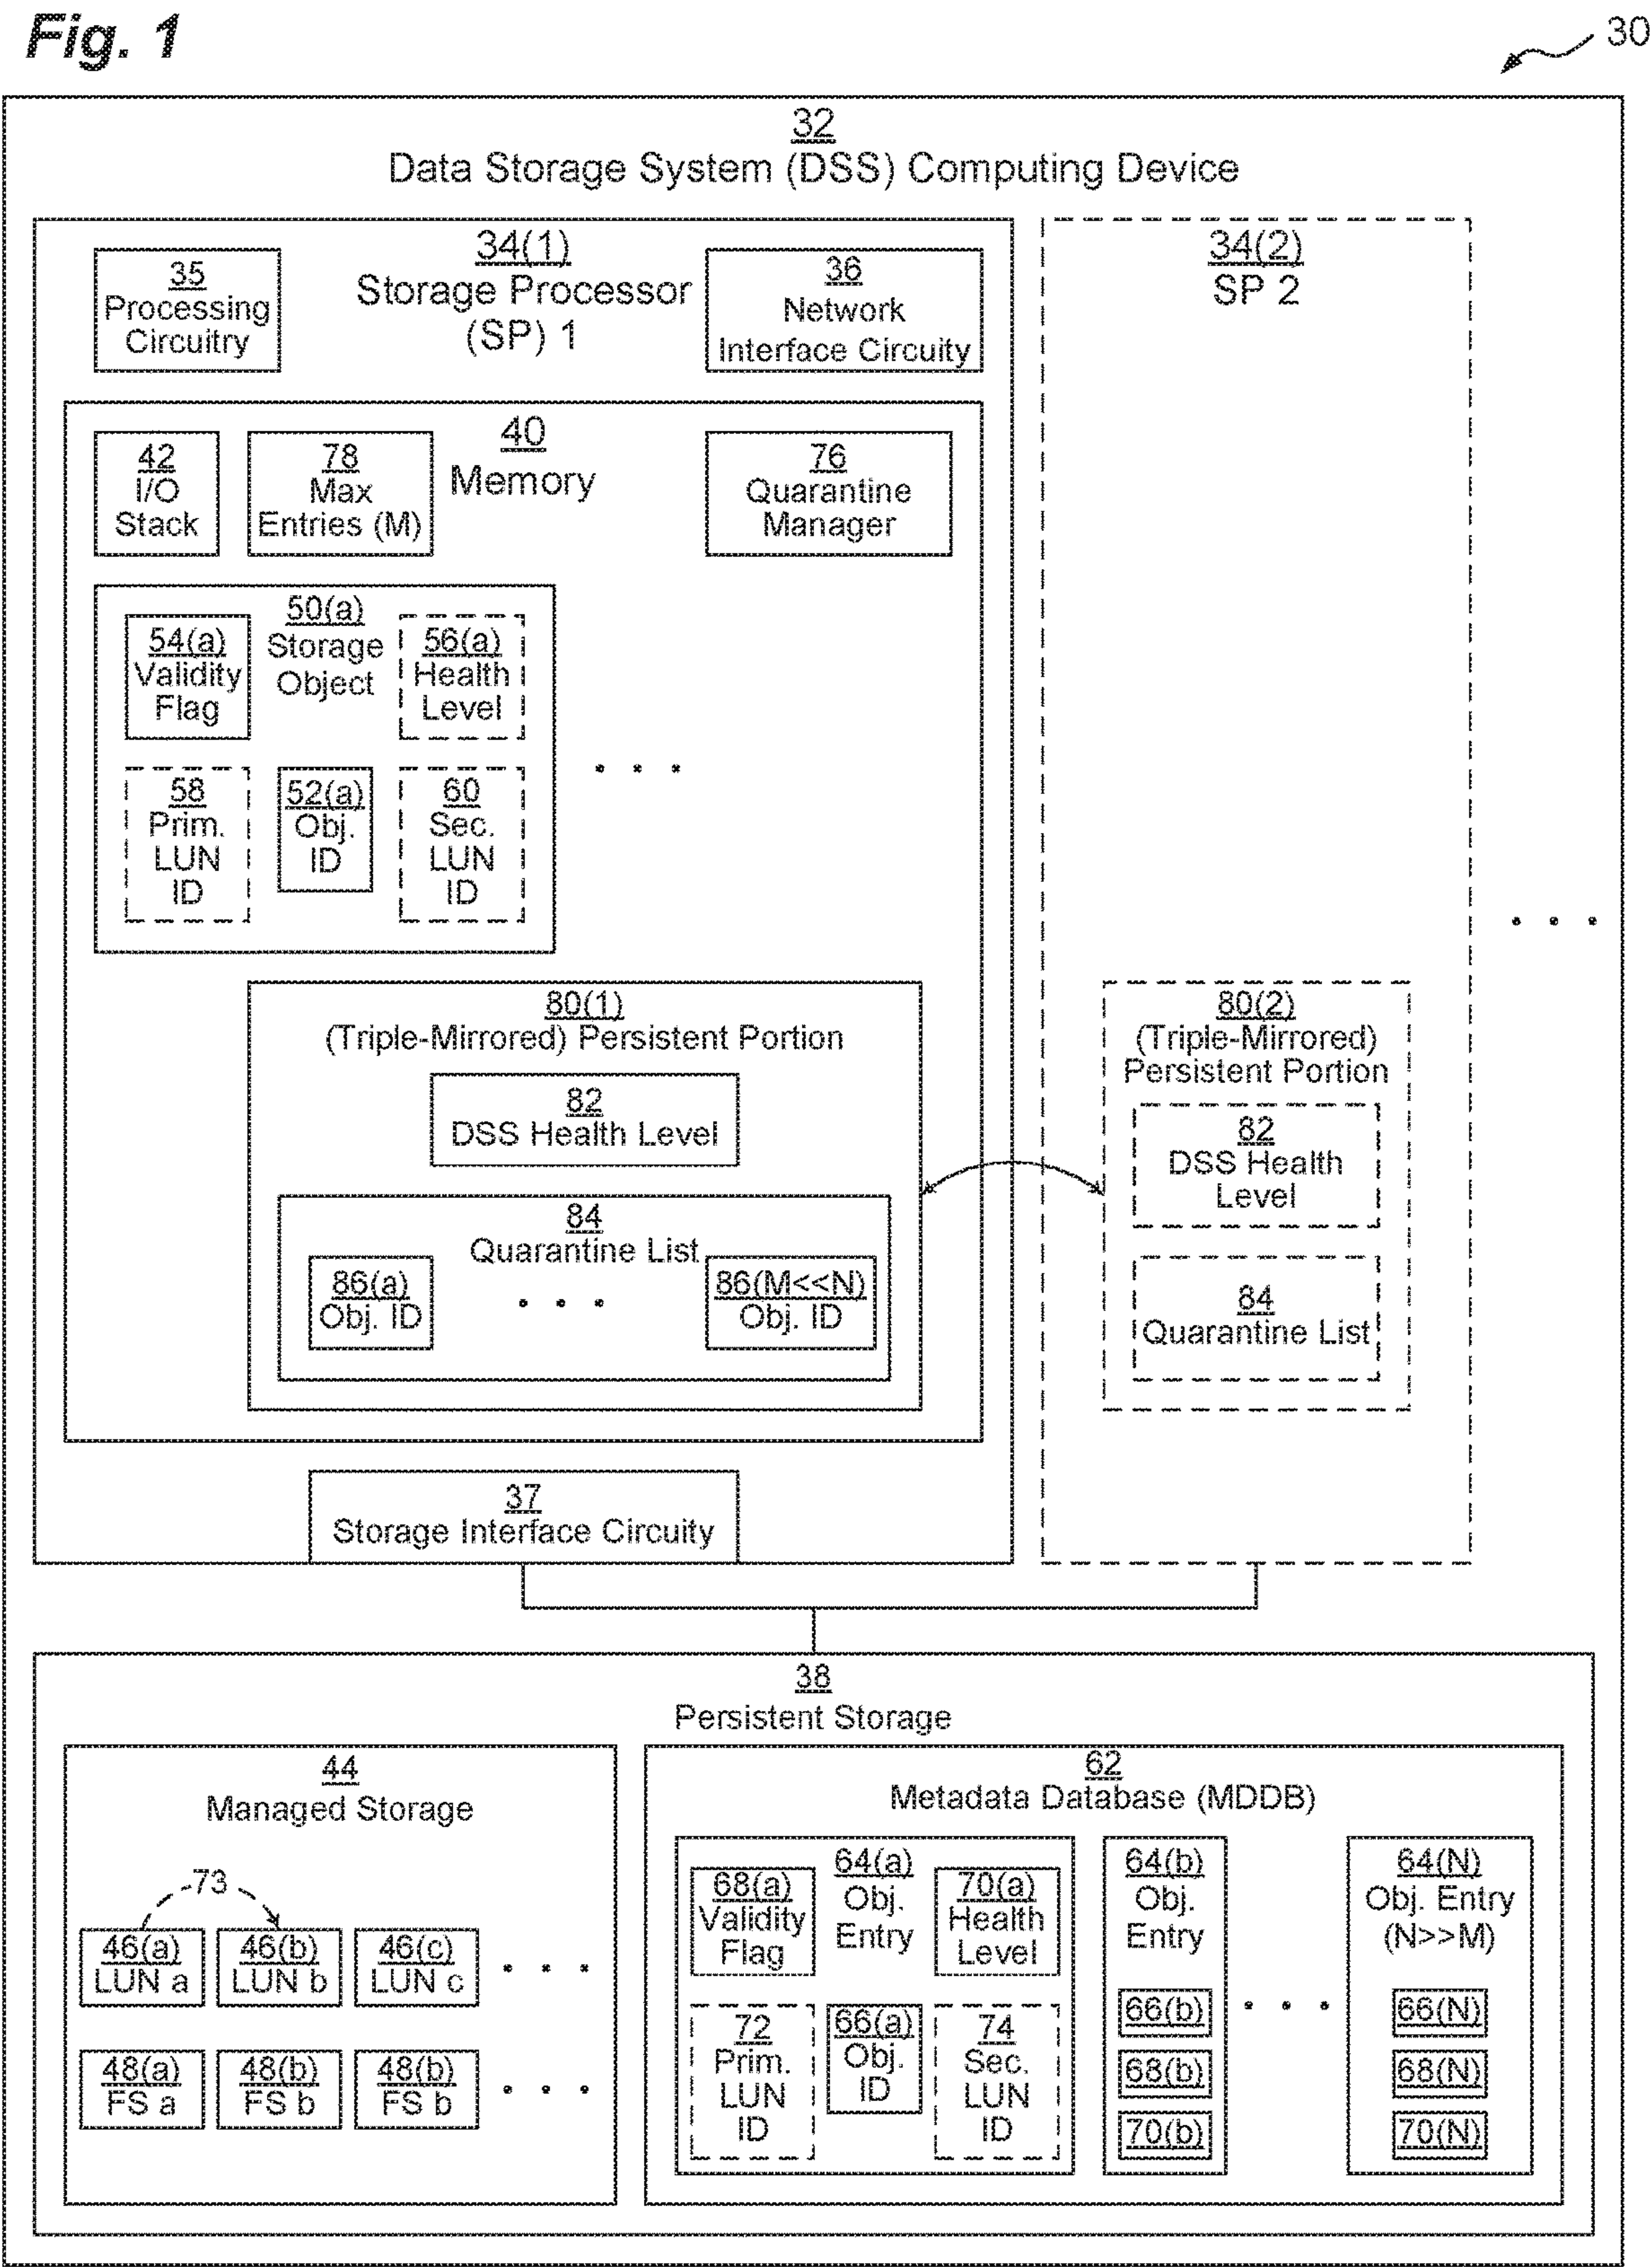 Fig. 1
30
32
Data Storage System (DSS) Computing Device
34(1)
Storage Processor
(SP) 1
35
Processing
Circuitry
36
Network
Interface Circuity
34(2)
SP 2
40
Memory
42
I/O
Stack
78
Max
Entries (M)
76
Quarantine
Manager
50(a)
Storage
Object
54(a)
Validity
Flag
56(a)
Health
Level
58
Prim.
LUN
ID
52(a)
Obj.
ID
60
Sec.
LUN
ID
80(1)
(Triple-Mirrored) Persistent Portion
82
DSS Health Level
84
Quarantine List
86(a)
Obj. ID
86(M<<N)
Obj. ID
80(2)
(Triple-Mirrored)
Persistent Portion
82
DSS Health
Level
84
Quarantine List
37
Storage Interface Circuity
38
Persistent Storage
44
Managed Storage
73
46(a)
LUN a
46(b)
LUN b
46(c)
LUN c
48(a)
FS a
48(b)
FS b
48(b)
FS b
62
Metadata Database (MDDB)
64(a)
Obj.
Entry
68(a)
Validity
Flag
70(a)
Health
Level
72
Prim.
LUN
ID
66(a)
Obj.
ID
74
Sec.
LUN
ID
64(b)
Obj.
Entry
66(b)
68(b)
70(b)
64(N)
Obj. Entry
(N>>M)
66(N)
68(N)
70(N)